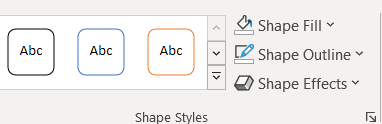 Abc Abc Abc
Shape Fill
Shape Outline
Shape Effects
Shape Styles